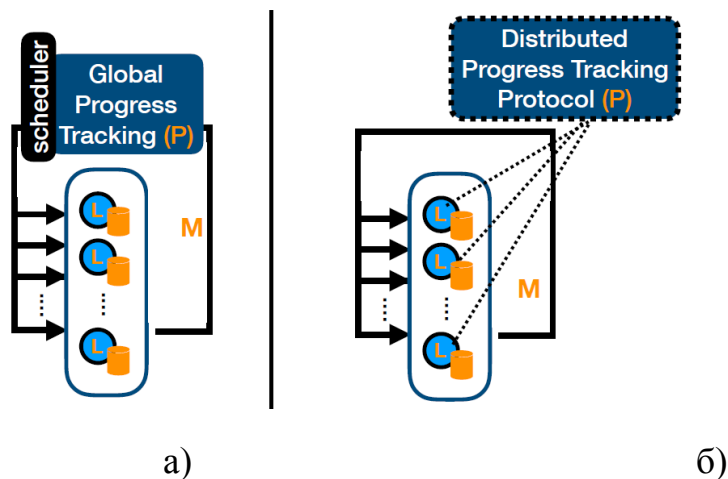 scheduler
Global
Progress
Tracking (P)
L
L
L
M
Distributed
Progress Tracking
Protocol (P)
L
L
L
M
а)
б)